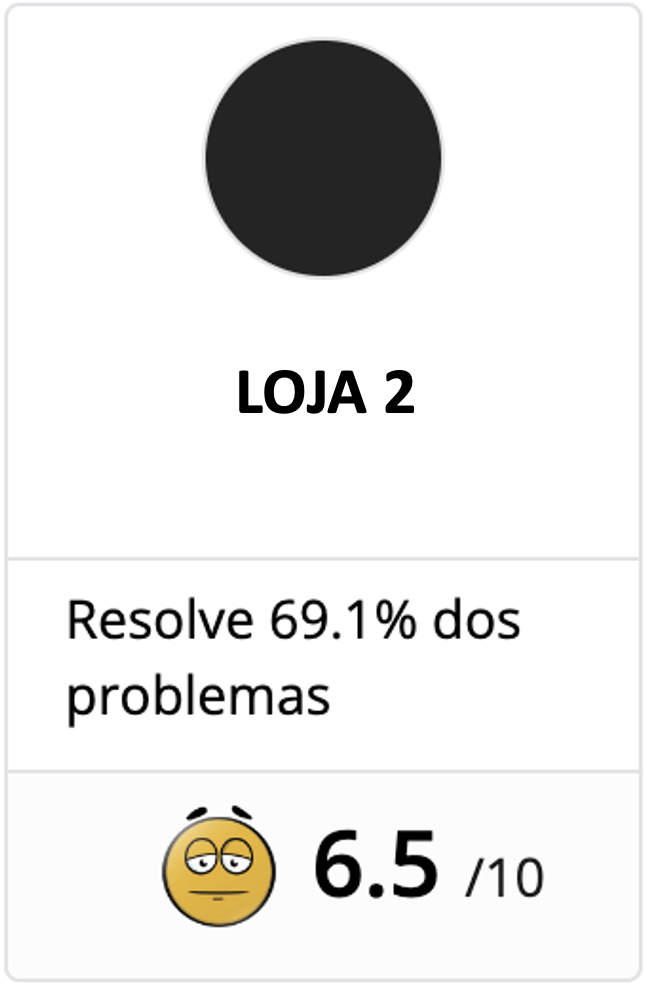 LOJA 2
Resolve 69.1% dos
problemas
6.5 /10